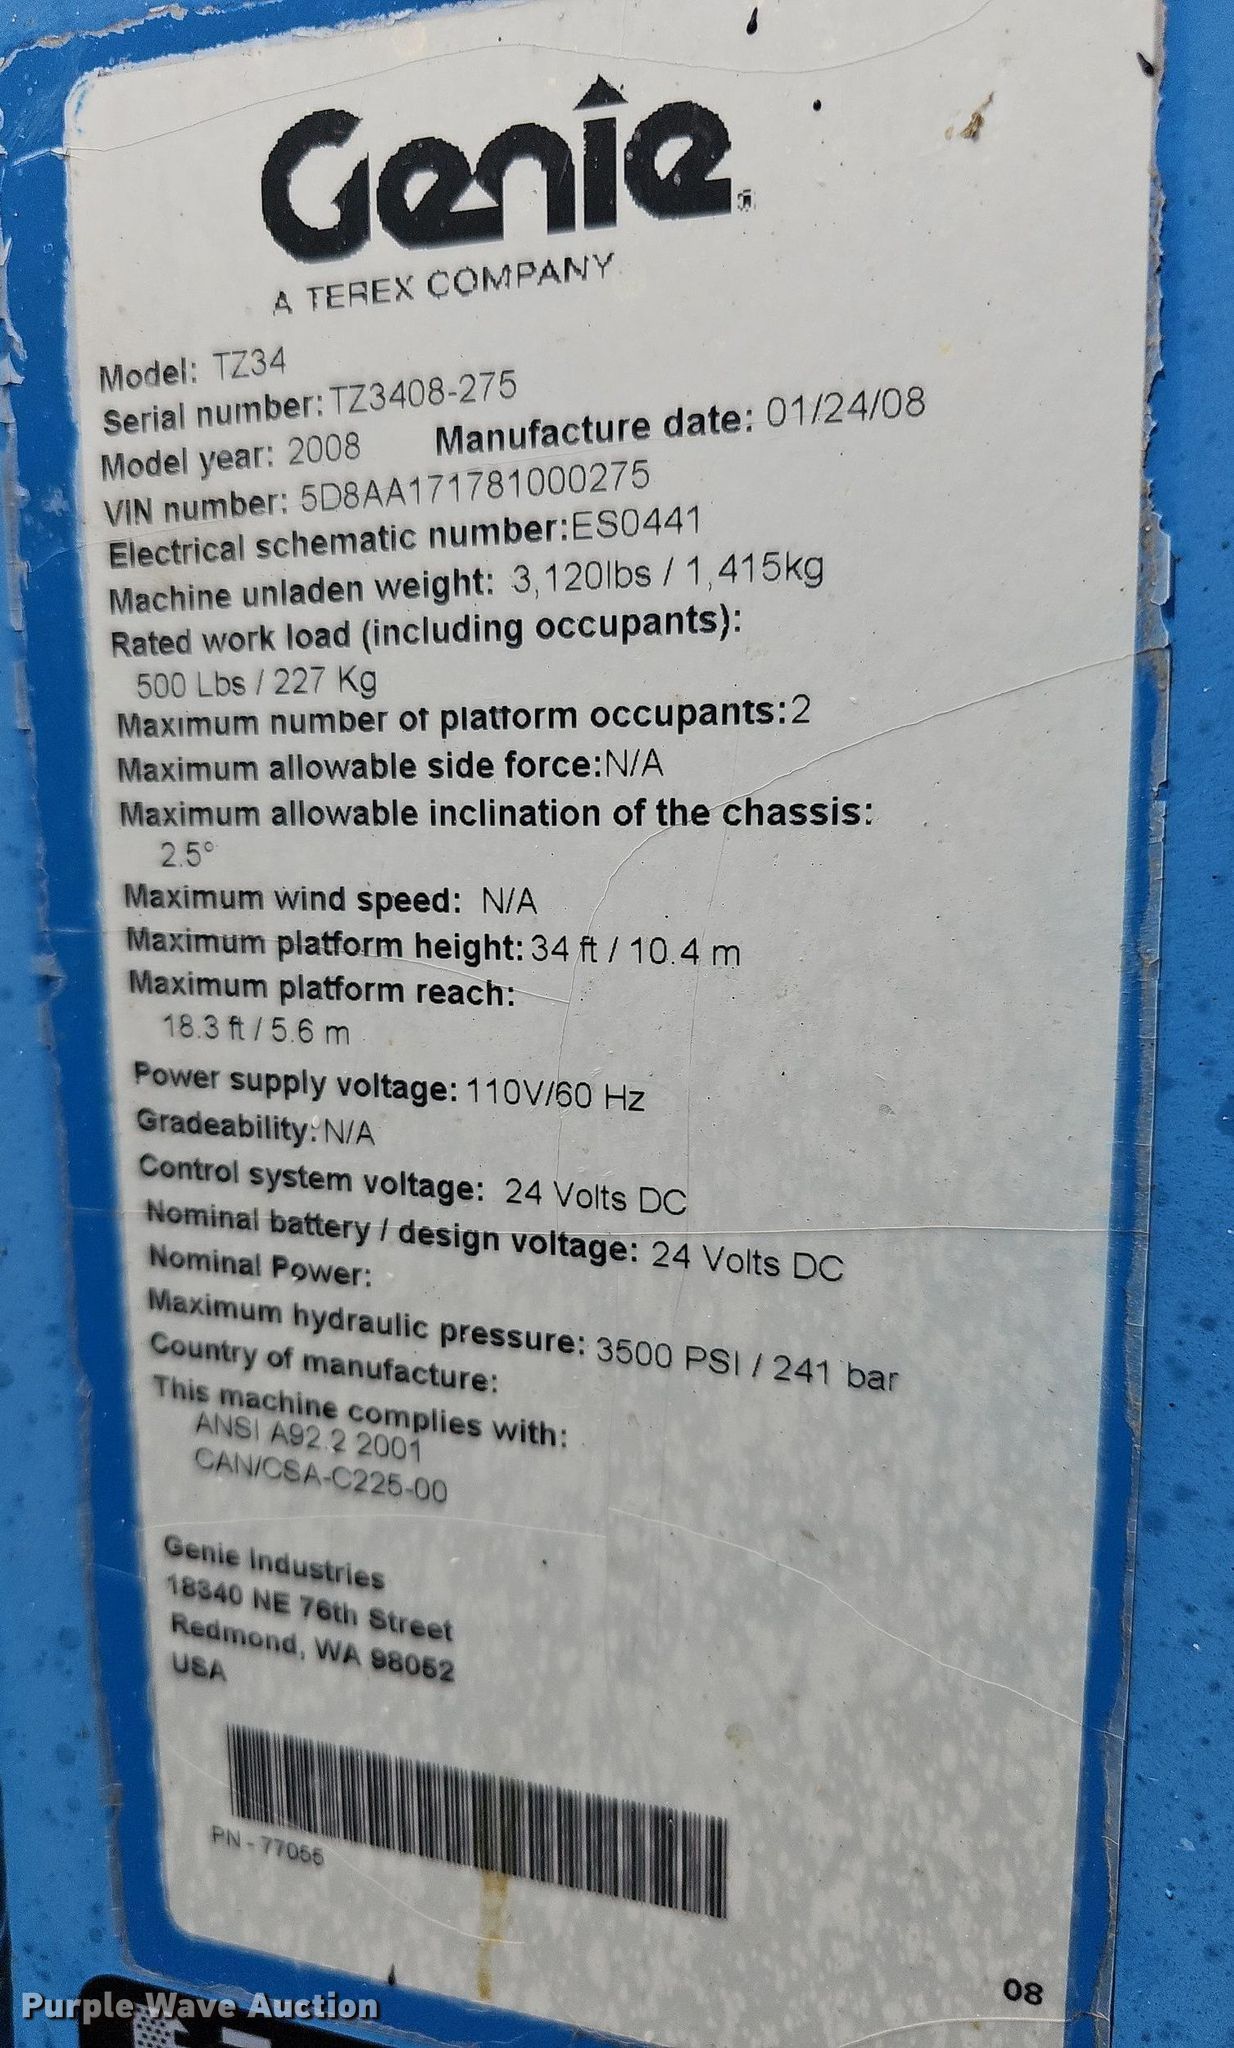 Genie
A TEREX COMPANY
Model: TZ34
Serial number: TZ3408-275
Model year: 2008 Manufacture date: 01/24/08
VIN number: 5D8AA171781000275
Electrical schematic number: ES0441
Machine unladen weight: 3,120lbs / 1,415kg
Rated work load (including occupants):
500 Lbs / 227 Kg
Maximum number of platform occupants: 2
Maximum allowable side force: N/A
Maximum allowable inclination of the chassis:
2.5°
Maximum wind speed: N/A
Maximum platform height: 34 ft / 10.4 m
Maximum platform reach:
18.3 ft / 5.6 m
Power supply voltage: 110V/60 Hz
Gradeability: N/A
Control system voltage: 24 Volts DC
Nominal battery / design voltage: 24 Volts DC
Nominal Power:
Maximum hydraulic pressure: 3500 PSI / 241 bar
Country of manufacture:
This machine complies with:
ANSI A92.2 2001
CAN/CSA-C225-00
Genie Industries
18340 NE 76th Street
Redmond, WA 98052
USA
PN - 77055
08
Purple Wave Auction